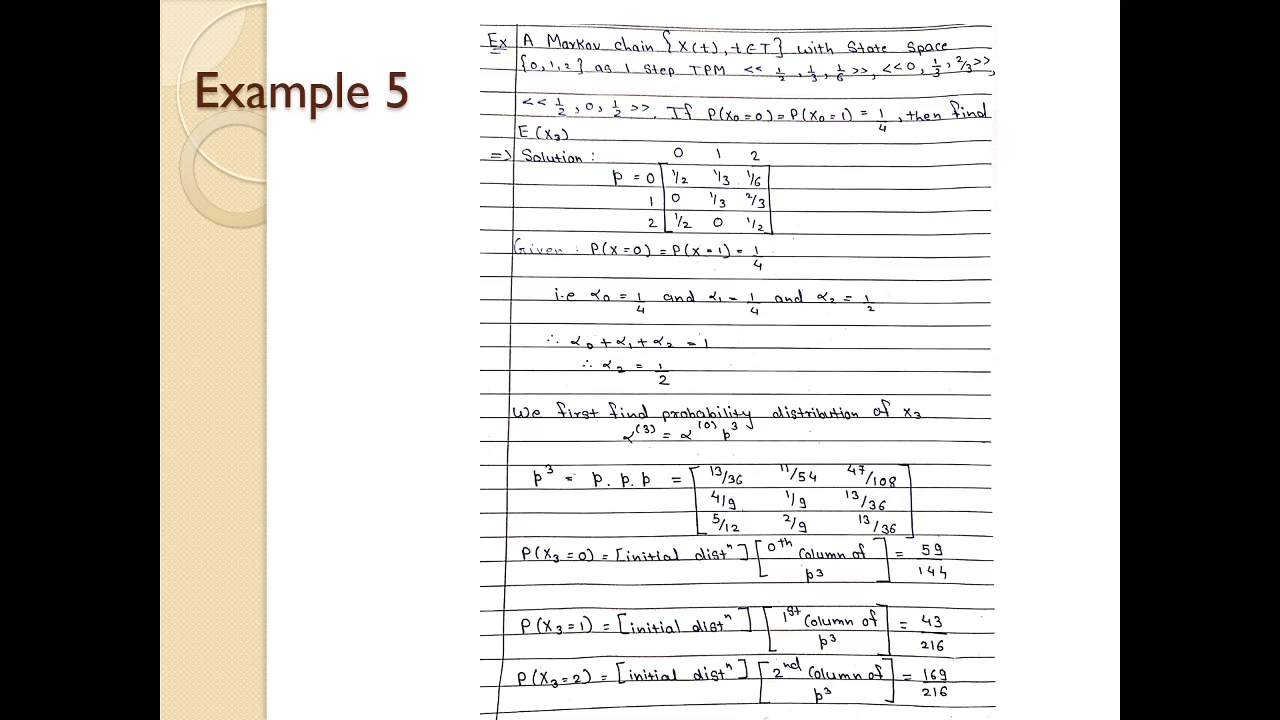 Example 5
Ex A Markov chain {X(t), t∈T} with State Space
{0,1,2} as 1 step TPM << 1/2, 1/3, 1/6 >>, <<0, 1/3, 2/3>>,
<< 1/2, 0, 1/2 >>. If P(X0=0) = P(X0=1) = 1/4, then find
E(X3)
=> Solution :
0 1 2
p = 0 [ 1/2 1/3 1/6 ]
1 [ 0 1/3 2/3 ]
2 [ 1/2 0 1/2 ]
Given : P(X=0) = P(X=1) = 1/4
i.e α0 = 1/4 and α1 = 1/4 and α2 = 1/2
∴ α0 + α1 + α2 = 1
∴ α2 = 1/2
We first find probability distribution of X3
α(3) = α(0) p³
p³ = p . p . p = [ 13/36 11/54 47/108 ]
[ 4/9 1/9 13/36 ]
[ 5/12 2/9 13/36 ]
P(X3=0) = [initial distⁿ] [0th column of p³] = 59/144
P(X3=1) = [initial distⁿ] [1st column of p³] = 43/216
P(X3=2) = [initial distⁿ] [2nd column of p³] = 169/216